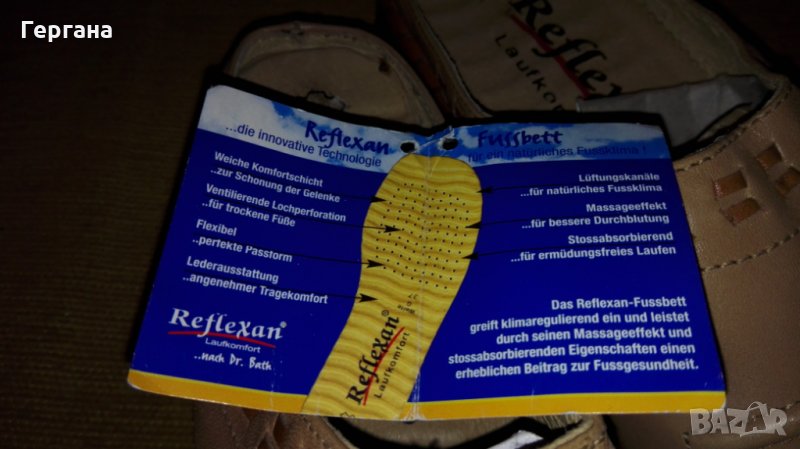 Гергана
Reflexan
Laufkomfort
Reflexan
...die innovative Technologie
Weiche Komfortschicht
..zur Schonung der Gelenke
Ventilierende Lochperforation
..für trockene Füße
Flexibel
..perfekte Passform
Lederausstattung
..angenehmer Tragekomfort
Reflexan®
Laufkomfort
..nach Dr. Bath
Fussbett
für ein natürliches Fussklima !
Lüftungskanäle
...für natürliches Fussklima
Massageeffekt
...für bessere Durchblutung
Stossabsorbierend
...für ermüdungsfreies Laufen
Das Reflexan-Fussbett
greift klimaregulierend ein und leistet
durch seinen Massageeffekt und
stossabsorbierenden Eigenschaften einen
erheblichen Beitrag zur Fussgesundheit.
Weite
Reflexan®
Laufkomfort
BAZAR